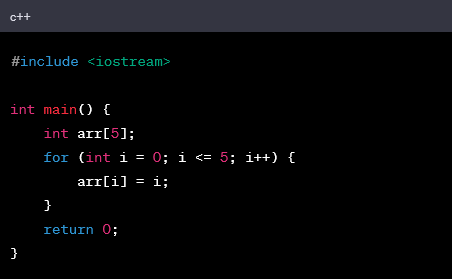 c++
#include <iostream>
int main() {
    int arr[5];
    for (int i = 0; i <= 5; i++) {
        arr[i] = i;
    }
    return 0;
}